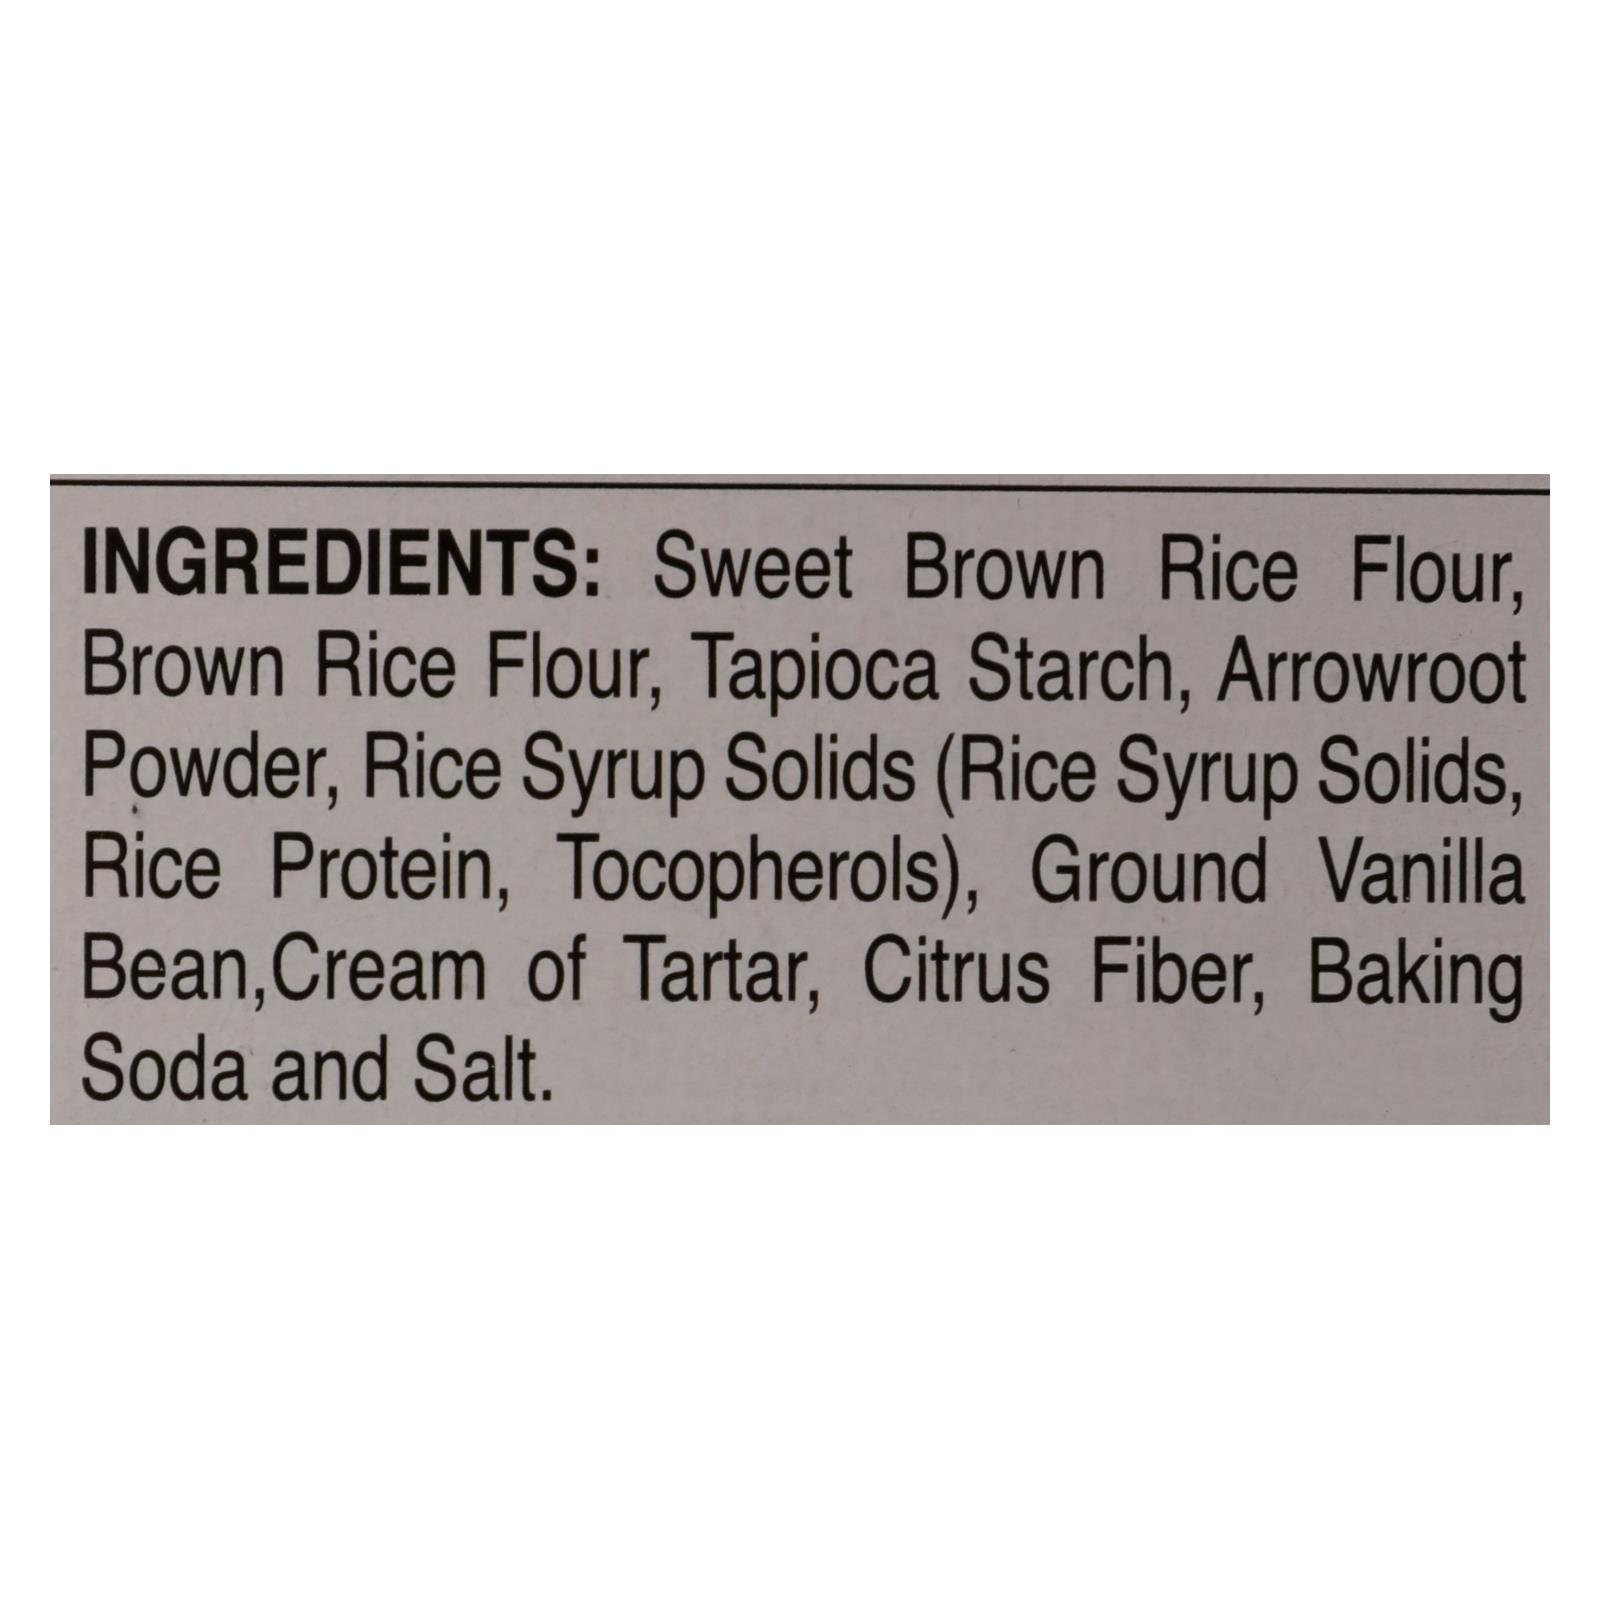 INGREDIENTS: Sweet Brown Rice Flour,
Brown Rice Flour, Tapioca Starch, Arrowroot
Powder, Rice Syrup Solids (Rice Syrup Solids,
Rice Protein, Tocopherols), Ground Vanilla
Bean,Cream of Tartar, Citrus Fiber, Baking
Soda and Salt.